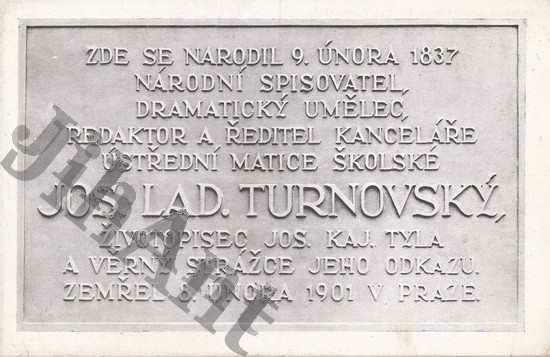 ZDE SE NARODIL 9. ÚNORA 1837
NÁRODNÍ SPISOVATEL,
DRAMATICKÝ UMĚLEC,
REDAKTOR A ŘEDITEL KANCELÁŘE
ÚSTŘEDNÍ MATICE ŠKOLSKÉ
JOS. LAD. TURNOVSKÝ,
ŽIVOTOPISEC JOS. KAJ. TYLA
A VĚRNÝ STRÁŽCE JEHO ODKAZU.
ZEMŘEL 8. ÚNORA 1901 V PRAZE.
JihAnt